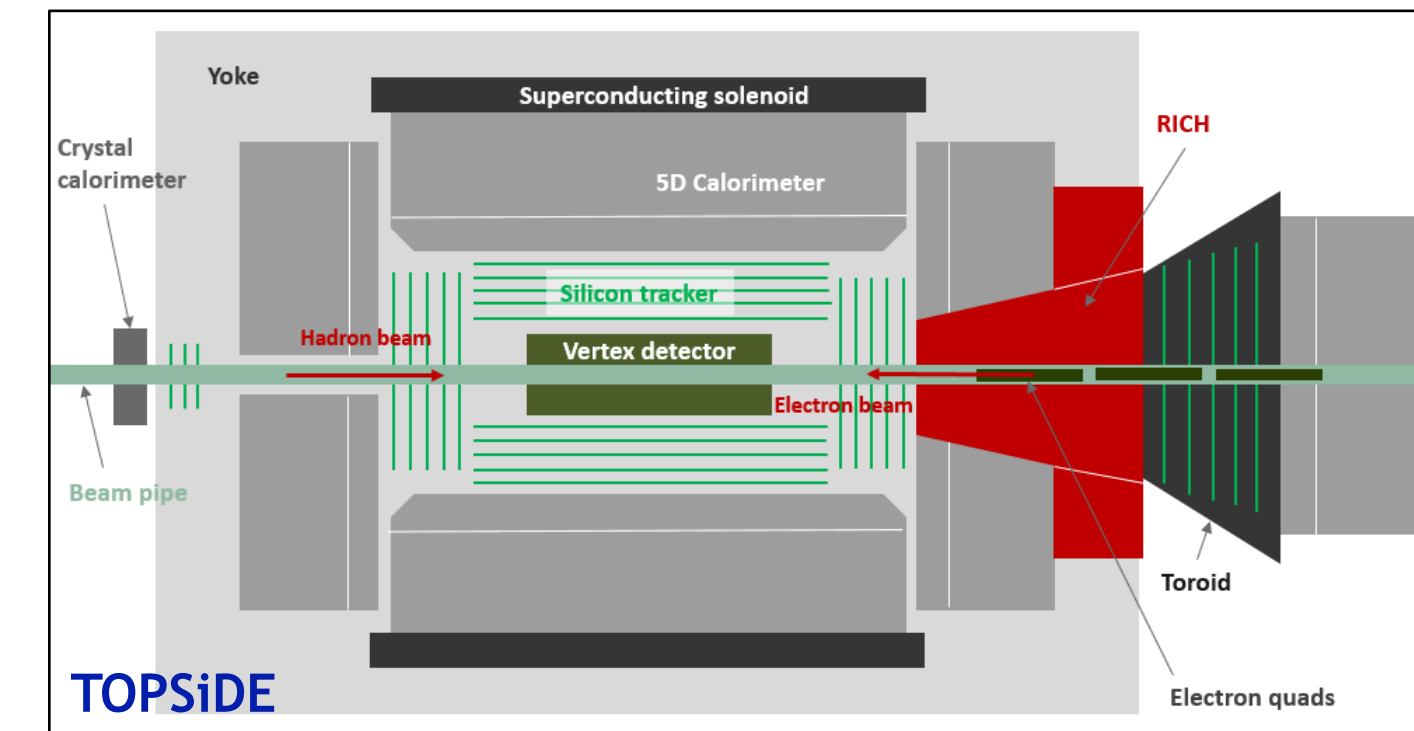 Yoke
Superconducting solenoid
RICH
Crystal
calorimeter
5D Calorimeter
Silicon tracker
Hadron beam
Vertex detector
Electron beam
Beam pipe
Toroid
TOPSiDE
Electron quads